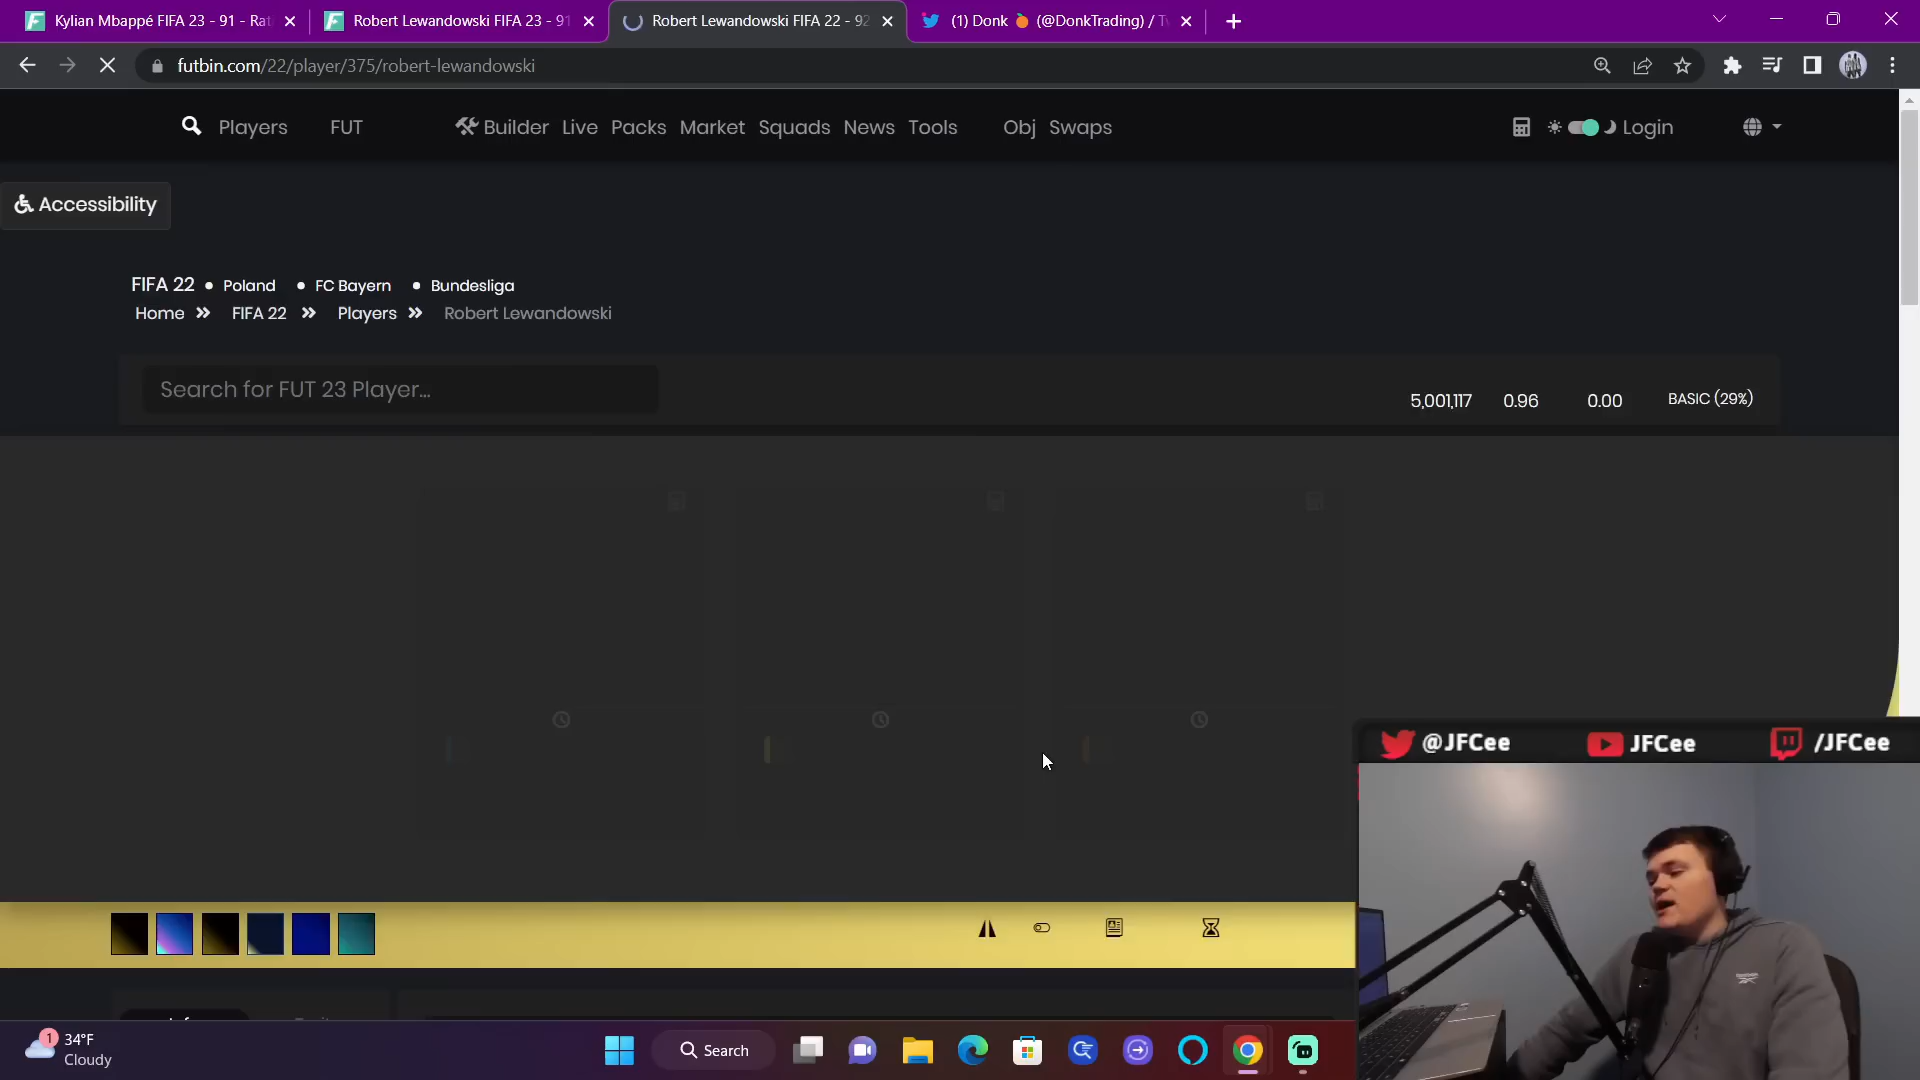 Kylian Mbappé FIFA 23 - 91 - Rat
Robert Lewandowski FIFA 23 - 91
Robert Lewandowski FIFA 22 - 92
(1) Donk (@DonkTrading) / Tw
futbin.com/22/player/375/robert-lewandowski
Players FUT Builder Live Packs Market Squads News Tools Obj Swaps Login
Accessibility
FIFA 22 • Poland • FC Bayern • Bundesliga
Home » FIFA 22 » Players » Robert Lewandowski
Search for FUT 23 Player...
5,001,117 0.96 0.00 BASIC (29%)
@JFCee JFCee /JFCee
Reebok
1 34°F
Cloudy
Search